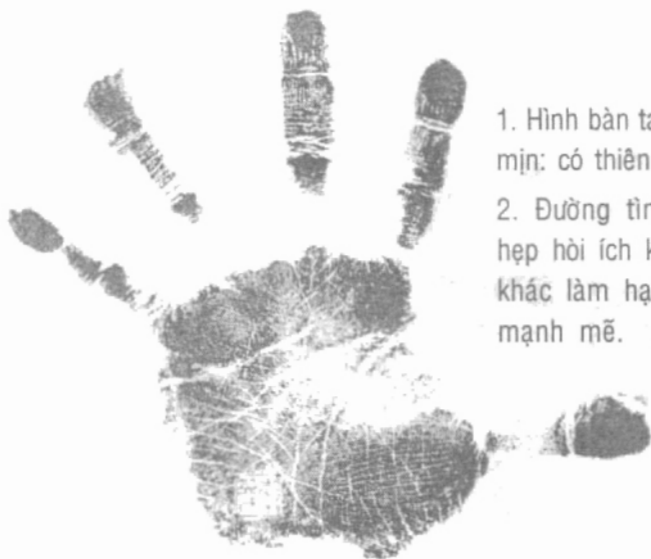 1. Hình bàn ta
mịn: có thiên
2. Đường tìn
hẹp hòi ích k
khác làm hạ
mạnh mẽ.